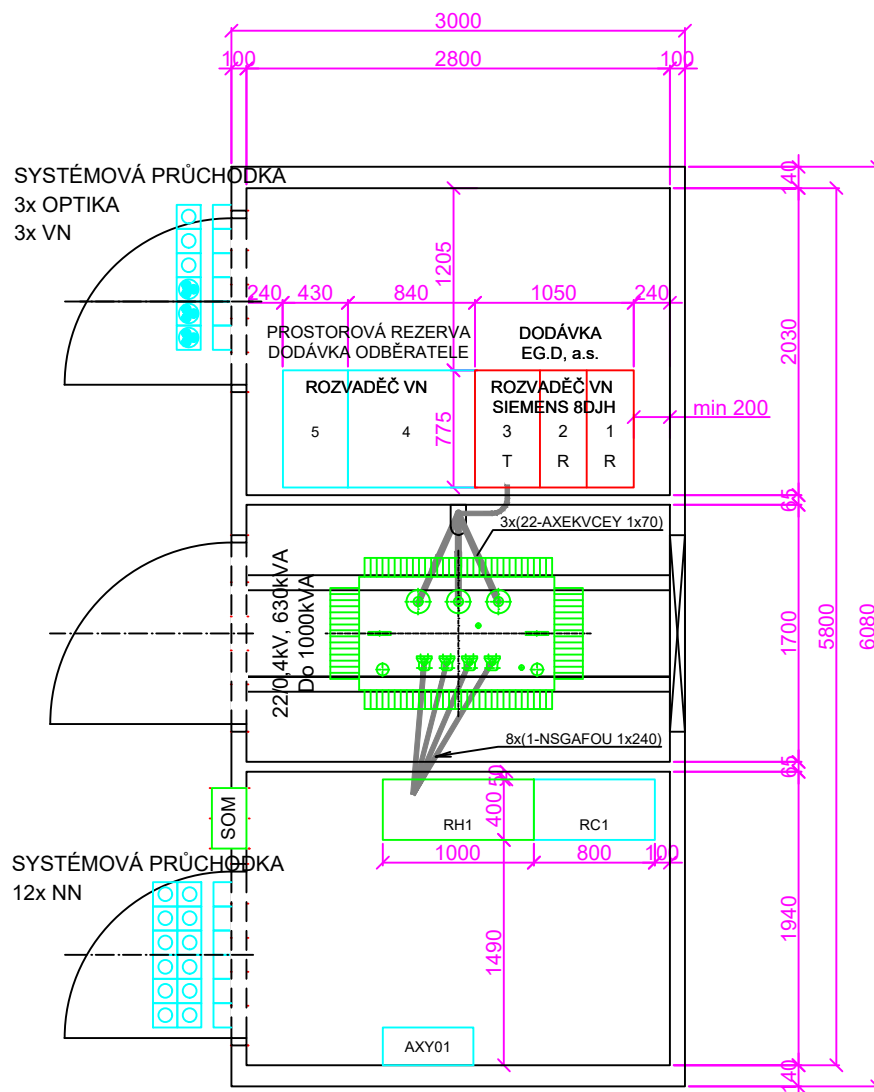 3000
100 2800 100
SYSTÉMOVÁ PRŮCHODKA
3x OPTIKA
3x VN
140
1205
240 430 840 1050 240
PROSTOROVÁ REZERVA
DODÁVKA ODBĚRATELE
DODÁVKA
EG.D, a.s.
2030
ROZVADĚČ VN
ROZVADĚČ VN
SIEMENS 8DJH
min 200
775
5 4 3 2 1
T R R
65
3x(22-AXEKVCEY 1x70)
22/0,4kV, 630kVA
Do 1000kVA
1700
5800
6080
8x(1-NSGAFOU 1x240)
65
50
SOM
400
RH1
RC1
1000 800 100
SYSTÉMOVÁ PRŮCHODKA
12x NN
1490
1940
AXY01
140